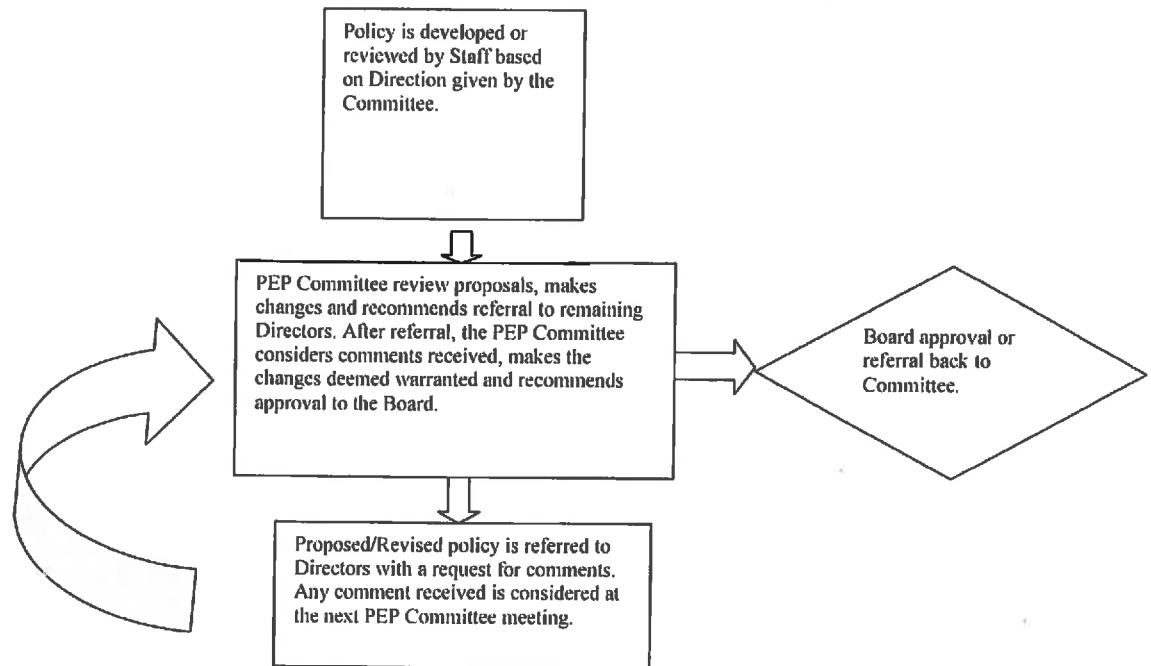 Policy is developed or
reviewed by Staff based
on Direction given by the
Committee.
PEP Committee review proposals, makes
changes and recommends referral to remaining
Directors. After referral, the PEP Committee
considers comments received, makes the
changes deemed warranted and recommends
approval to the Board.
Board approval or
referral back to
Committee.
Proposed/Revised policy is referred to
Directors with a request for comments.
Any comment received is considered at
the next PEP Committee meeting.